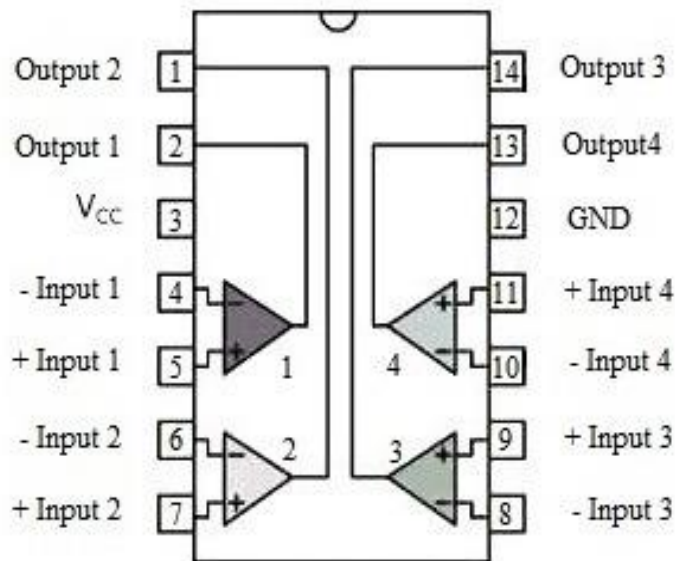 Output 2 1 14 Output 3
Output 1 2 13 Output4
VCC 3 12 GND
- Input 1 4 - + 11 + Input 4
+ Input 1 5 + 1 4 - 10 - Input 4
- Input 2 6 - 2 3 + 9 + Input 3
+ Input 2 7 + - 8 - Input 3